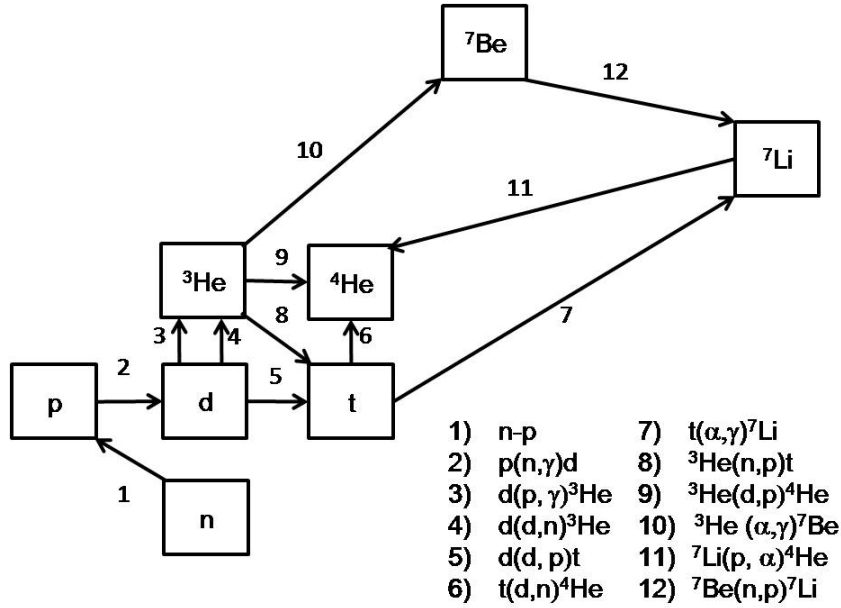 ⁷Be
12
⁷Li
10
11
³He
9
⁴He
8
7
3
4
6
2
5
p
d
t
1
n
1) n-p
2) p(n,γ)d
3) d(p, γ)³He
4) d(d,n)³He
5) d(d, p)t
6) t(d,n)⁴He
7) t(α,γ)⁷Li
8) ³He(n,p)t
9) ³He(d,p)⁴He
10) ³He (α,γ)⁷Be
11) ⁷Li(p, α)⁴He
12) ⁷Be(n,p)⁷Li